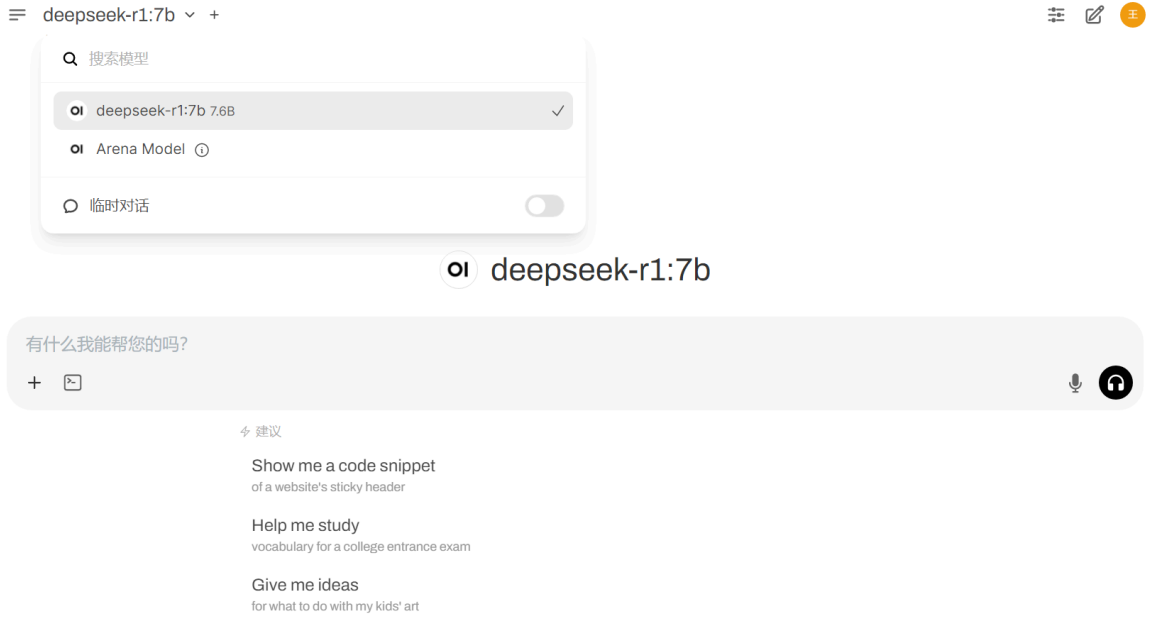 deepseek-r1:7b
搜索模型
OI deepseek-r1:7b 7.6B
OI Arena Model
临时对话
OI deepseek-r1:7b
有什么我能帮您的吗?
建议
Show me a code snippet
of a website's sticky header
Help me study
vocabulary for a college entrance exam
Give me ideas
for what to do with my kids' art
王